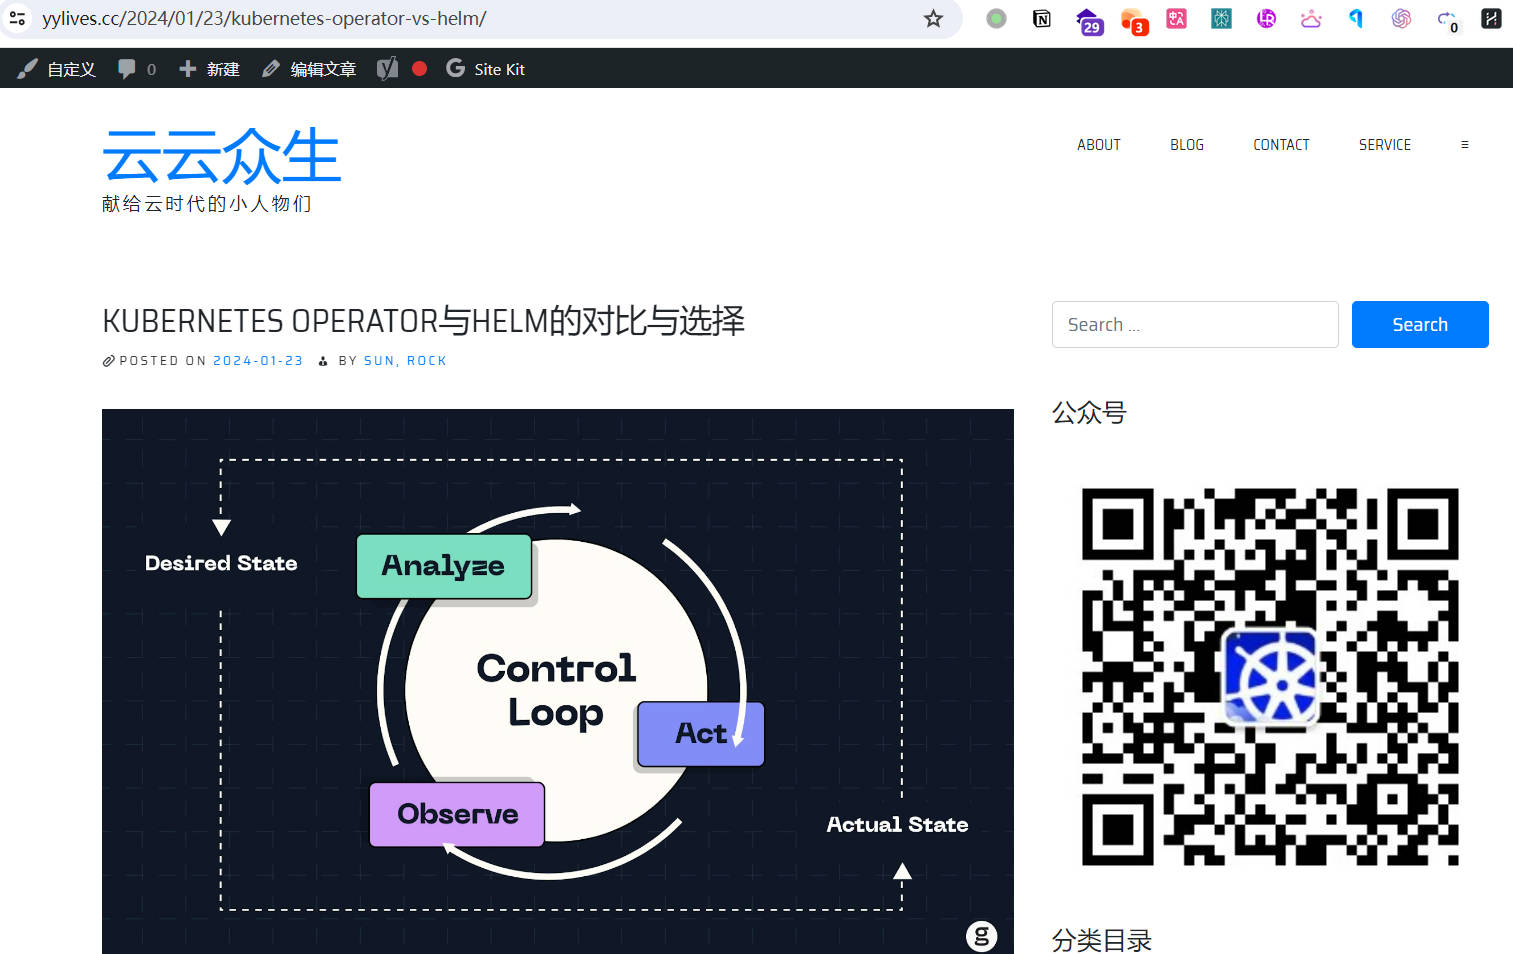 yylives.cc/2024/01/23/kubernetes-operator-vs-helm/
29
3
0
自定义
0
新建
编辑文章
Site Kit
云云众生
献给云时代的小人物们
ABOUT
BLOG
CONTACT
SERVICE
KUBERNETES OPERATOR与HELM的对比与选择
POSTED ON 2024-01-23 BY SUN, ROCK
Search ...
Search
公众号
Desired State
Analyze
Control
Loop
Act
Observe
Actual State
g
分类目录